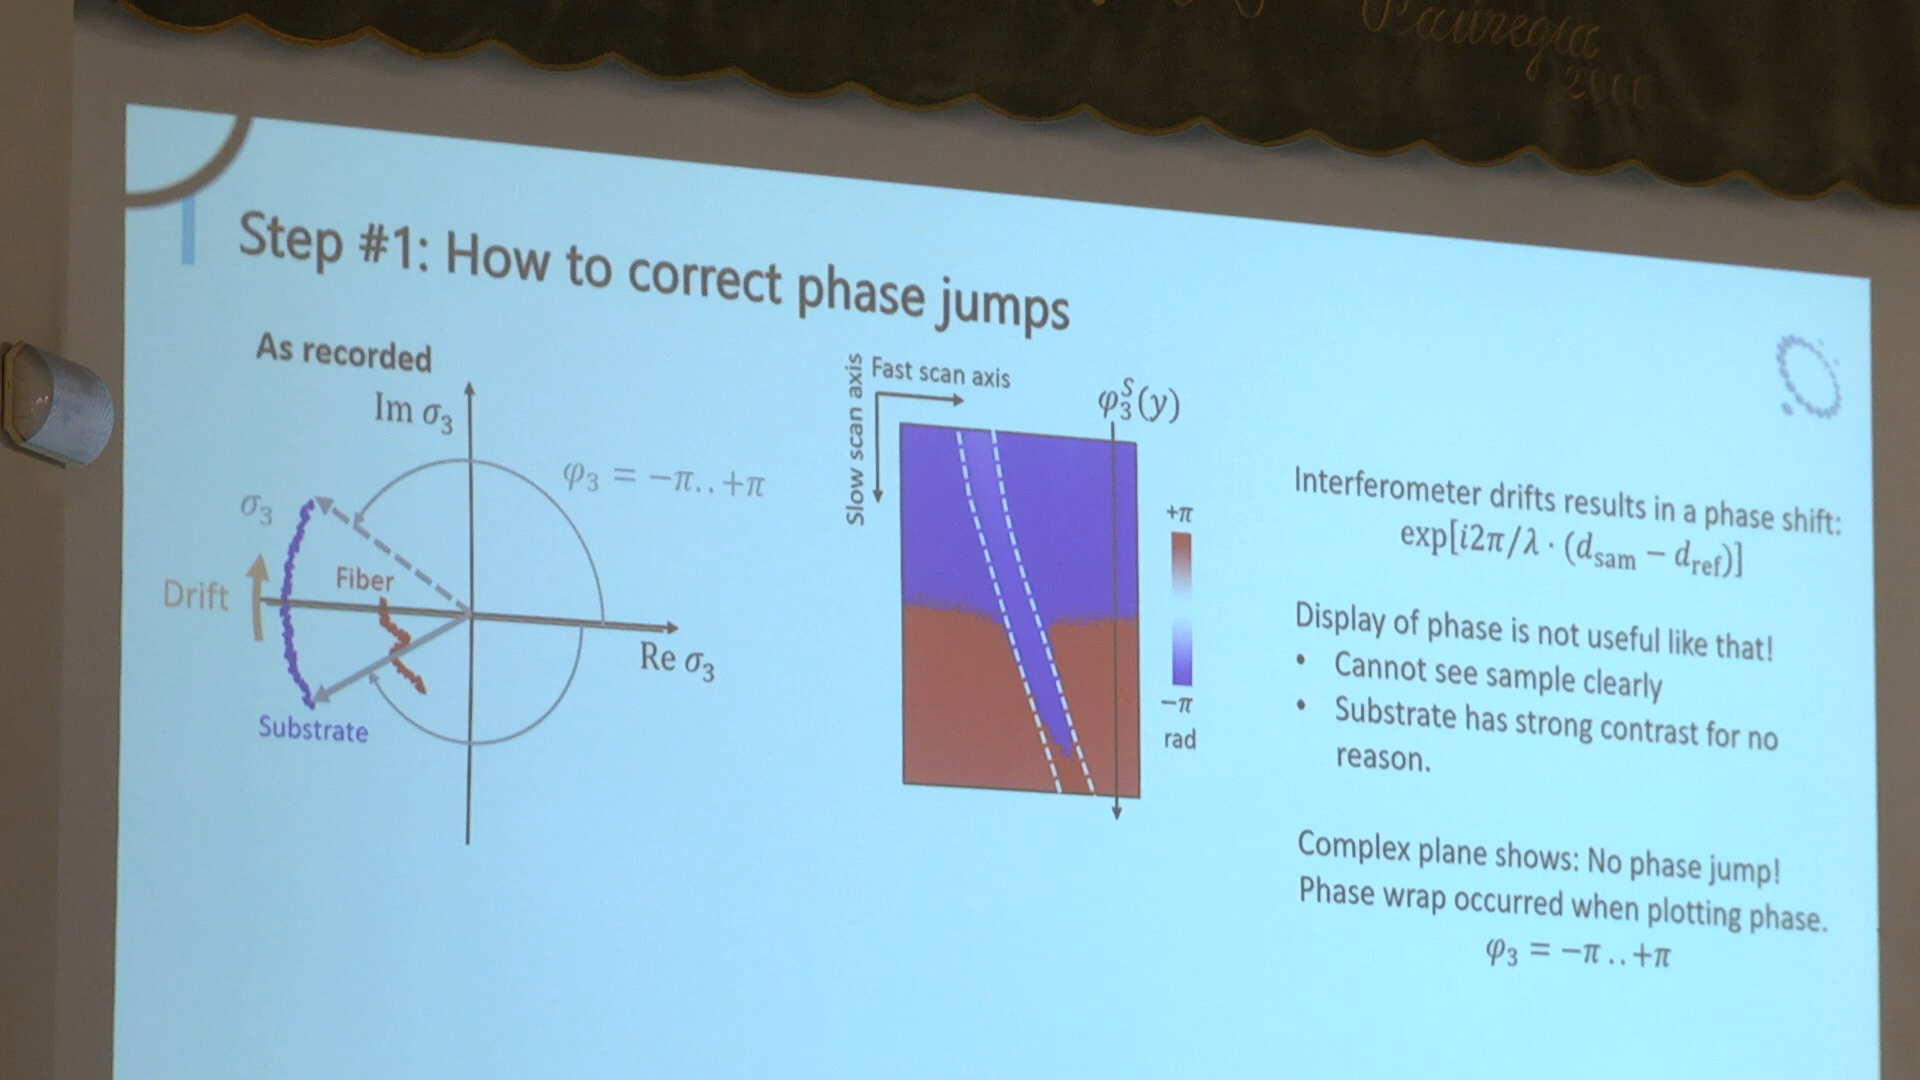 Pauregia
2000
Step #1: How to correct phase jumps
As recorded
Im σ₃
φ₃ = −π..+π
σ₃
Drift
Fiber
Re σ₃
Substrate
Slow scan axis
Fast scan axis
φ₃ˢ(y)
+π
−π
rad
Interferometer drifts results in a phase shift:
exp[i2π/λ · (d_sam − d_ref)]
Display of phase is not useful like that!
• Cannot see sample clearly
• Substrate has strong contrast for no
reason.
Complex plane shows: No phase jump!
Phase wrap occurred when plotting phase.
φ₃ = −π..+π